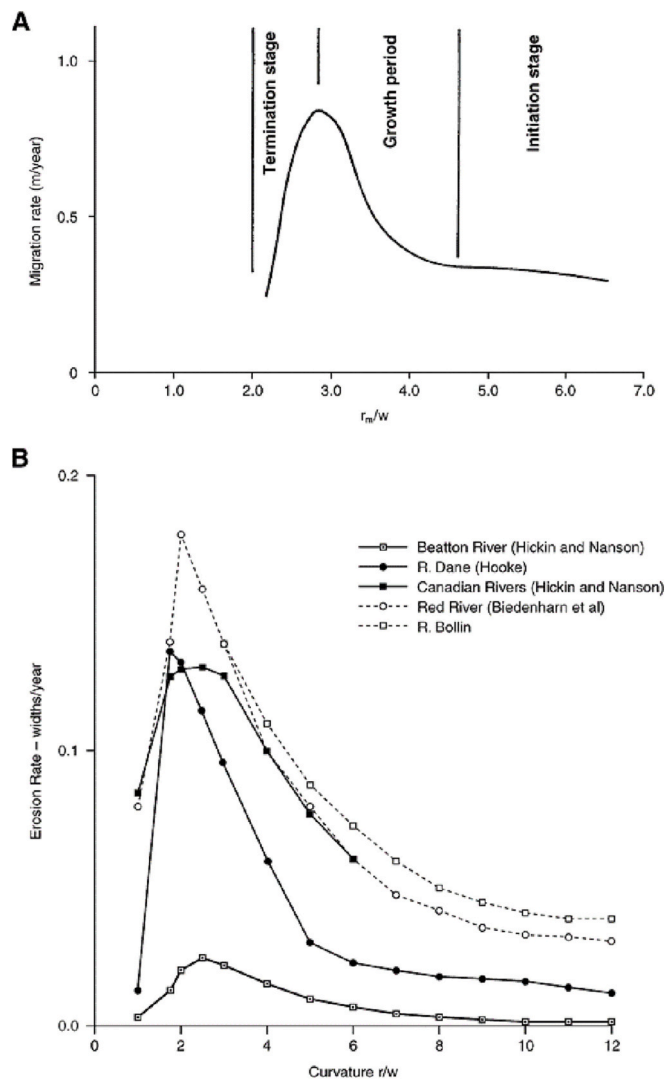 A
1.0
0.5
0
Migration rate (m/year)
Termination stage
Growth period
Initiation stage
0 1.0 2.0 3.0 4.0 5.0 6.0 7.0
rm/w
B
0.2
0.1
0.0
Erosion Rate – widths/year
Beatton River (Hickin and Nanson)
R. Dane (Hooke)
Canadian Rivers (Hickin and Nanson)
Red River (Biedenharn et al)
R. Bollin
0 2 4 6 8 10 12
Curvature r/w